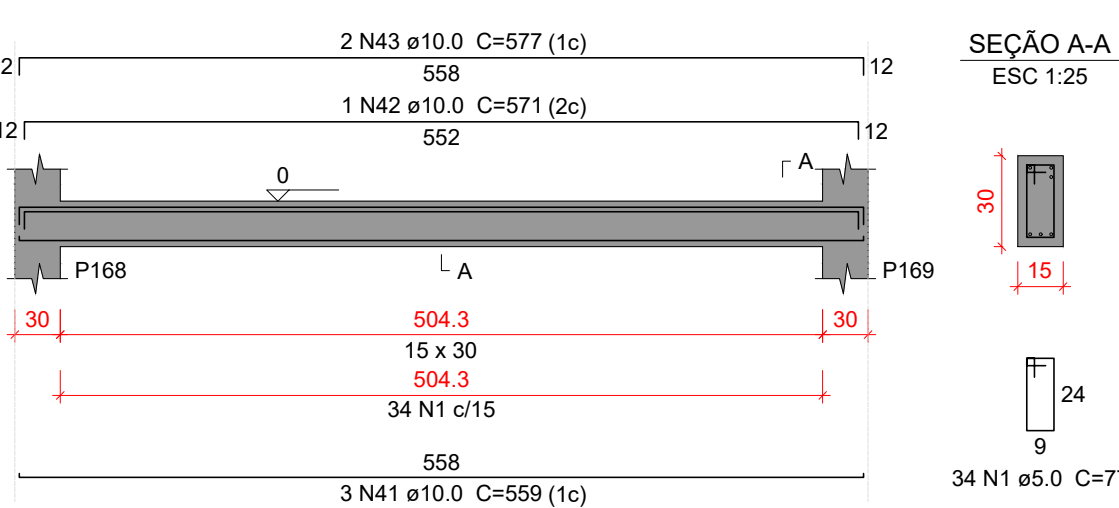 2 N43 ø10.0 C=577 (1c)
SEÇÃO A-A
2
558
12
ESC 1:25
1 N42 ø10.0 C=571 (2c)
12
552
12
0
A
30
A
P168
P169
15
30
504.3
30
15 x 30
504.3
34 N1 c/15
24
9
558
34 N1 ø5.0 C=7
3 N41 ø10.0 C=559 (1c)